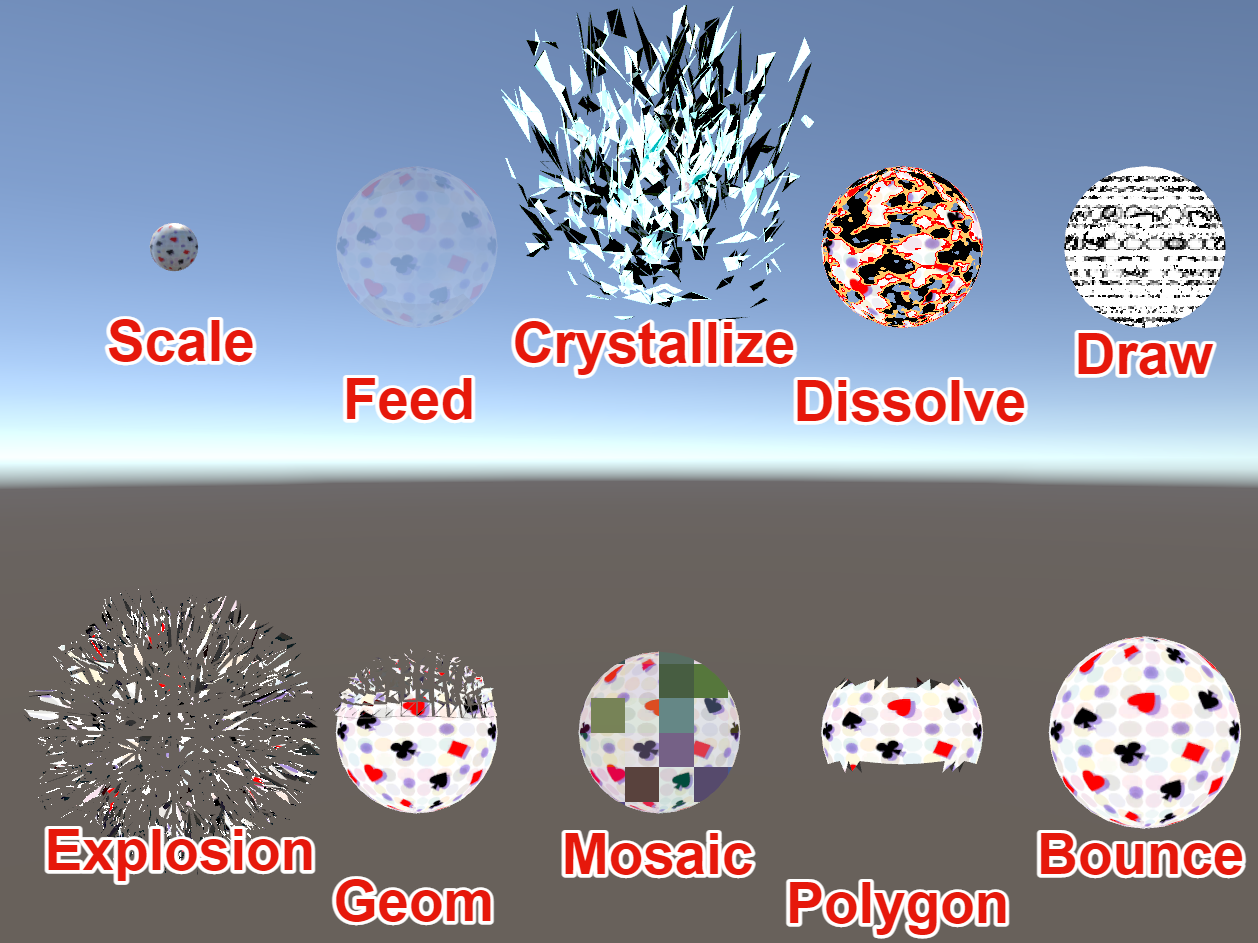 Scale
Feed
Crystallize
Dissolve
Draw
Explosion
Geom
Mosaic
Polygon
Bounce